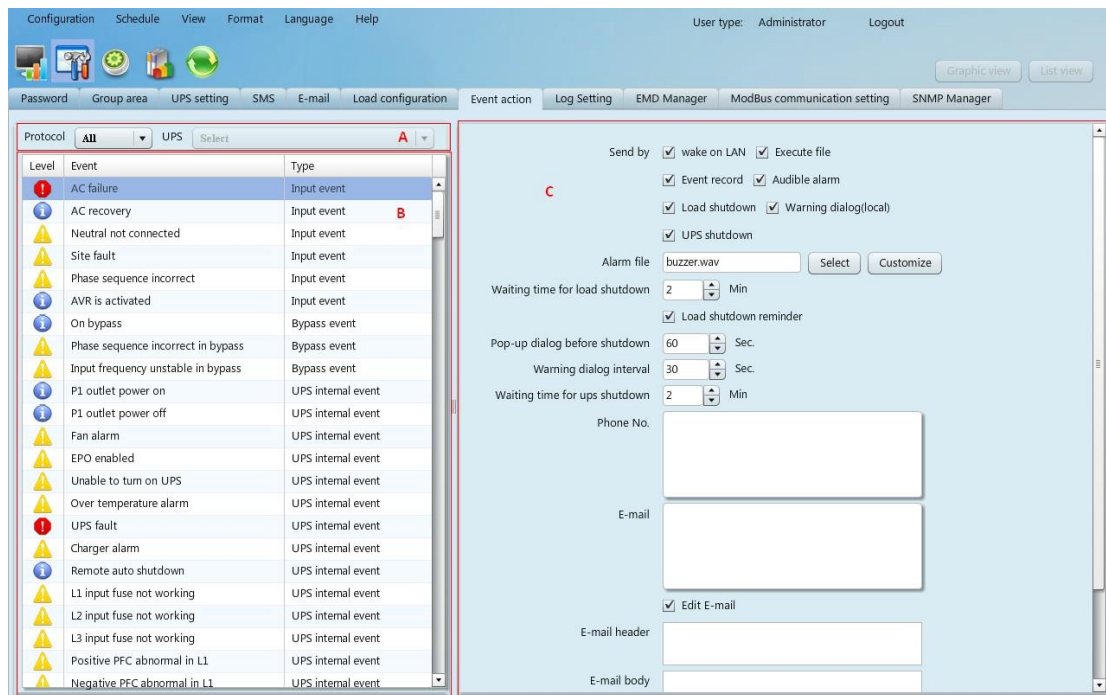 Configuration Schedule View Format Language Help User type: Administrator Logout
Graphic view List view
Password Group area UPS setting SMS E-mail Load configuration Event action Log Setting EMD Manager ModBus communication setting SNMP Manager
Protocol All UPS Select A
Level Event Type
AC failure Input event
AC recovery Input event B
Neutral not connected Input event
Site fault Input event
Phase sequence incorrect Input event
AVR is activated Input event
On bypass Bypass event
Phase sequence incorrect in bypass Bypass event
Input frequency unstable in bypass Bypass event
P1 outlet power on UPS internal event
P1 outlet power off UPS internal event
Fan alarm UPS internal event
EPO enabled UPS internal event
Unable to turn on UPS UPS internal event
Over temperature alarm UPS internal event
UPS fault UPS internal event
Charger alarm UPS internal event
Remote auto shutdown UPS internal event
L1 input fuse not working UPS internal event
L2 input fuse not working UPS internal event
L3 input fuse not working UPS internal event
Positive PFC abnormal in L1 UPS internal event
Negative PFC abnormal in L1 UPS internal event
C
Send by wake on LAN Execute file
Event record Audible alarm
Load shutdown Warning dialog(local)
UPS shutdown
Alarm file buzzer.wav Select Customize
Waiting time for load shutdown 2 Min
Load shutdown reminder
Pop-up dialog before shutdown 60 Sec.
Warning dialog interval 30 Sec.
Waiting time for ups shutdown 2 Min
Phone No.
E-mail
Edit E-mail
E-mail header
E-mail body